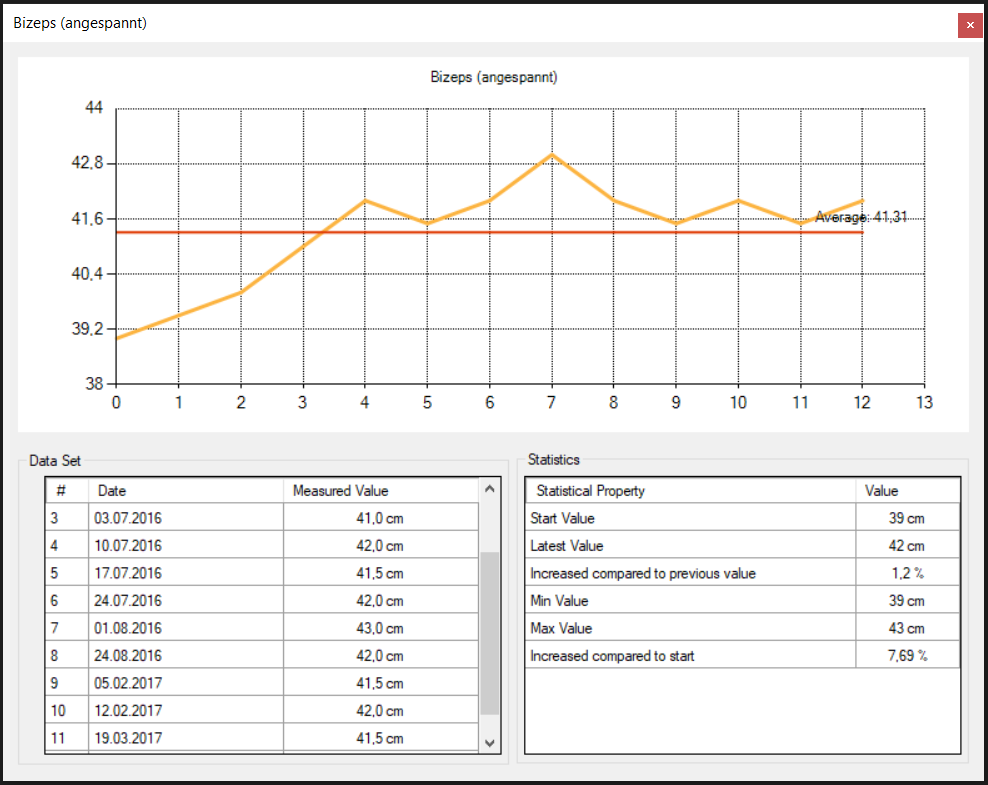 Bizeps (angespannt)
Bizeps (angespannt)
44
42,8
41,6
40,4
39,2
38
Average: 41,31
0 1 2 3 4 5 6 7 8 9 10 11 12 13
Data Set
# Date Measured Value
3 03.07.2016 41,0 cm
4 10.07.2016 42,0 cm
5 17.07.2016 41,5 cm
6 24.07.2016 42,0 cm
7 01.08.2016 43,0 cm
8 24.08.2016 42,0 cm
9 05.02.2017 41,5 cm
10 12.02.2017 42,0 cm
11 19.03.2017 41,5 cm
Statistics
Statistical Property Value
Start Value 39 cm
Latest Value 42 cm
Increased compared to previous value 1,2 %
Min Value 39 cm
Max Value 43 cm
Increased compared to start 7,69 %